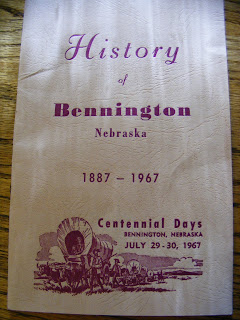 History
of
Bennington
Nebraska
1887 – 1967
Centennial Days
BENNINGTON, NEBRASKA
JULY 29-30, 1967